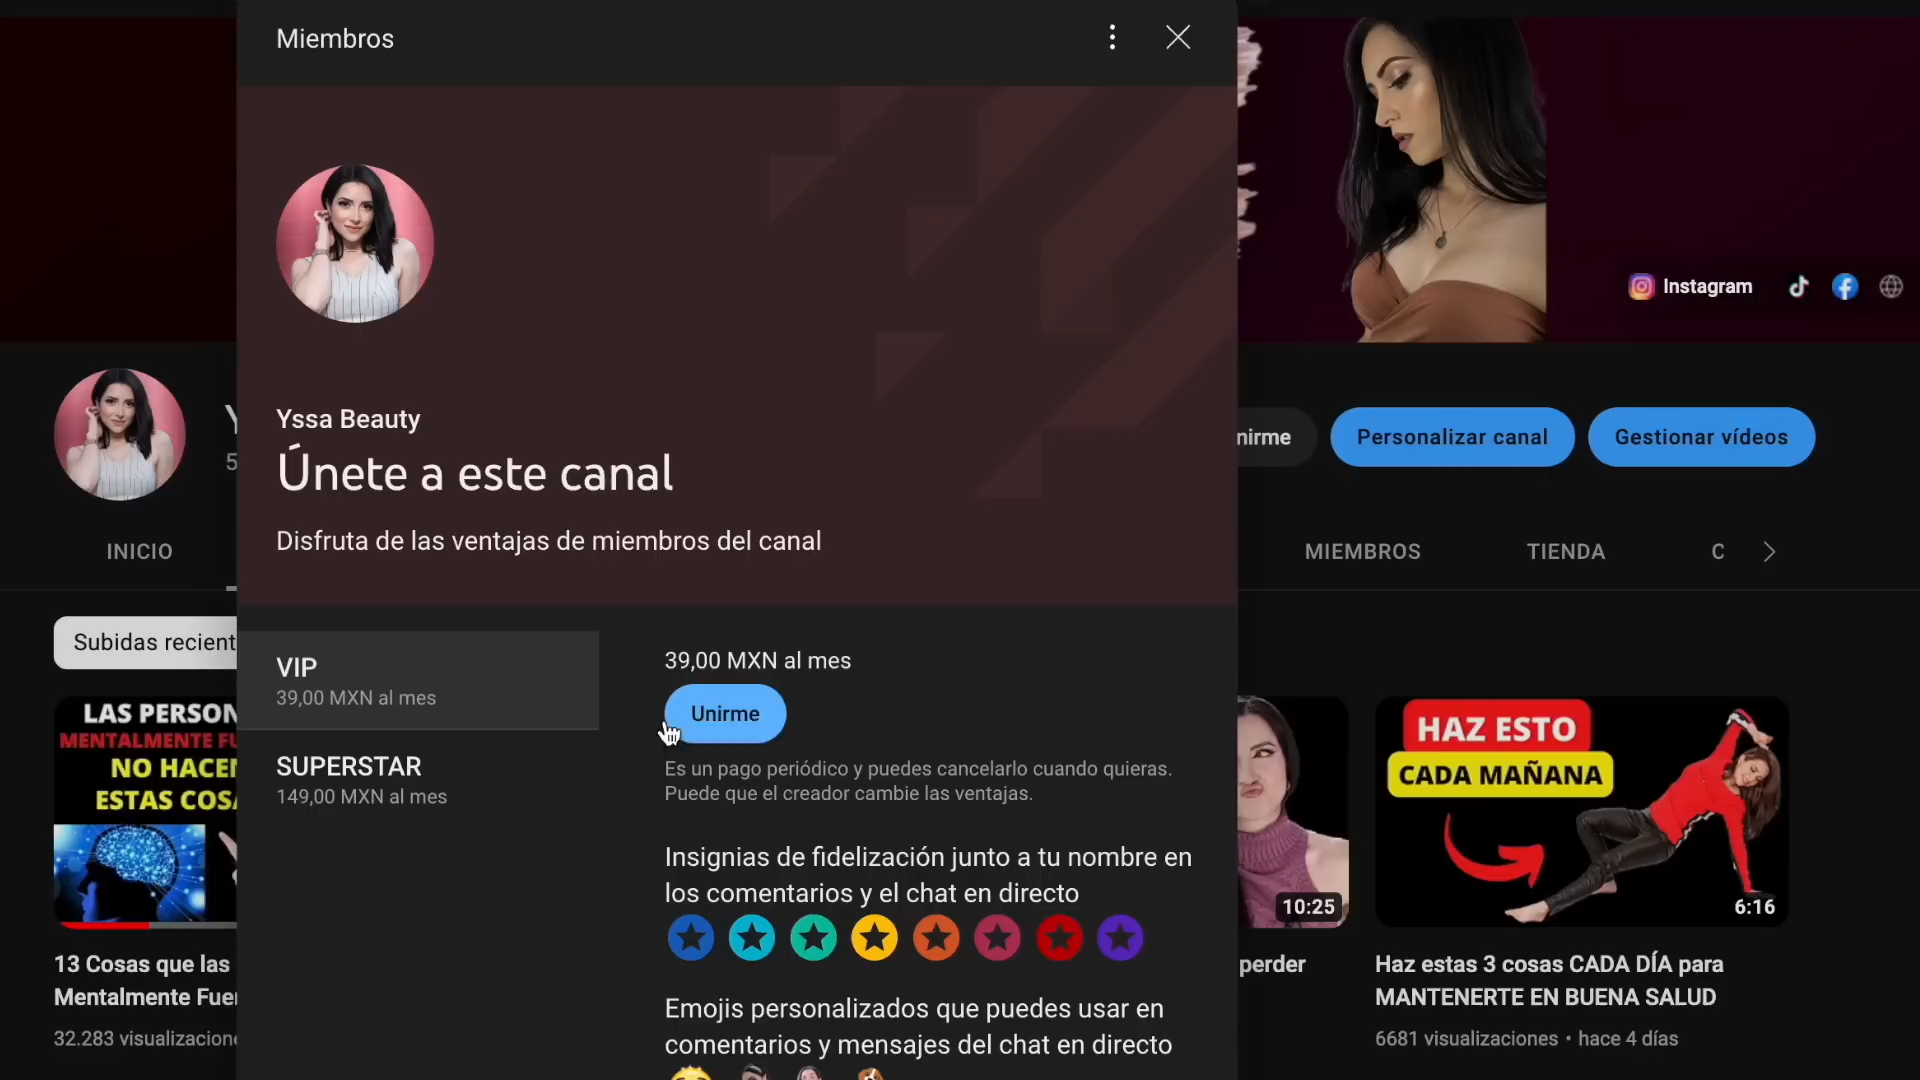 Miembros
Instagram
Yssa Beauty
Únete a este canal
Disfruta de las ventajas de miembros del canal
Personalizar canal
Gestionar vídeos
INICIO
MIEMBROS
TIENDA
Subidas
VIP
39,00 MXN al mes
SUPERSTAR
149,00 MXN al mes
39,00 MXN al mes
Unirme
Es un pago periódico y puedes cancelarlo cuando quieras.
Puede que el creador cambie las ventajas.
Insignias de fidelización junto a tu nombre en
los comentarios y el chat en directo
Emojis personalizados que puedes usar en
comentarios y mensajes del chat en directo
LAS
MENTALMENTE
NO
ESTAS
13 Cosas que las
Mentalmente
32.283
10:25
perder
HAZ ESTO
CADA MAÑANA
6:16
Haz estas 3 cosas CADA DÍA para
MANTENERTE EN BUENA SALUD
6681 visualizaciones • hace 4 días